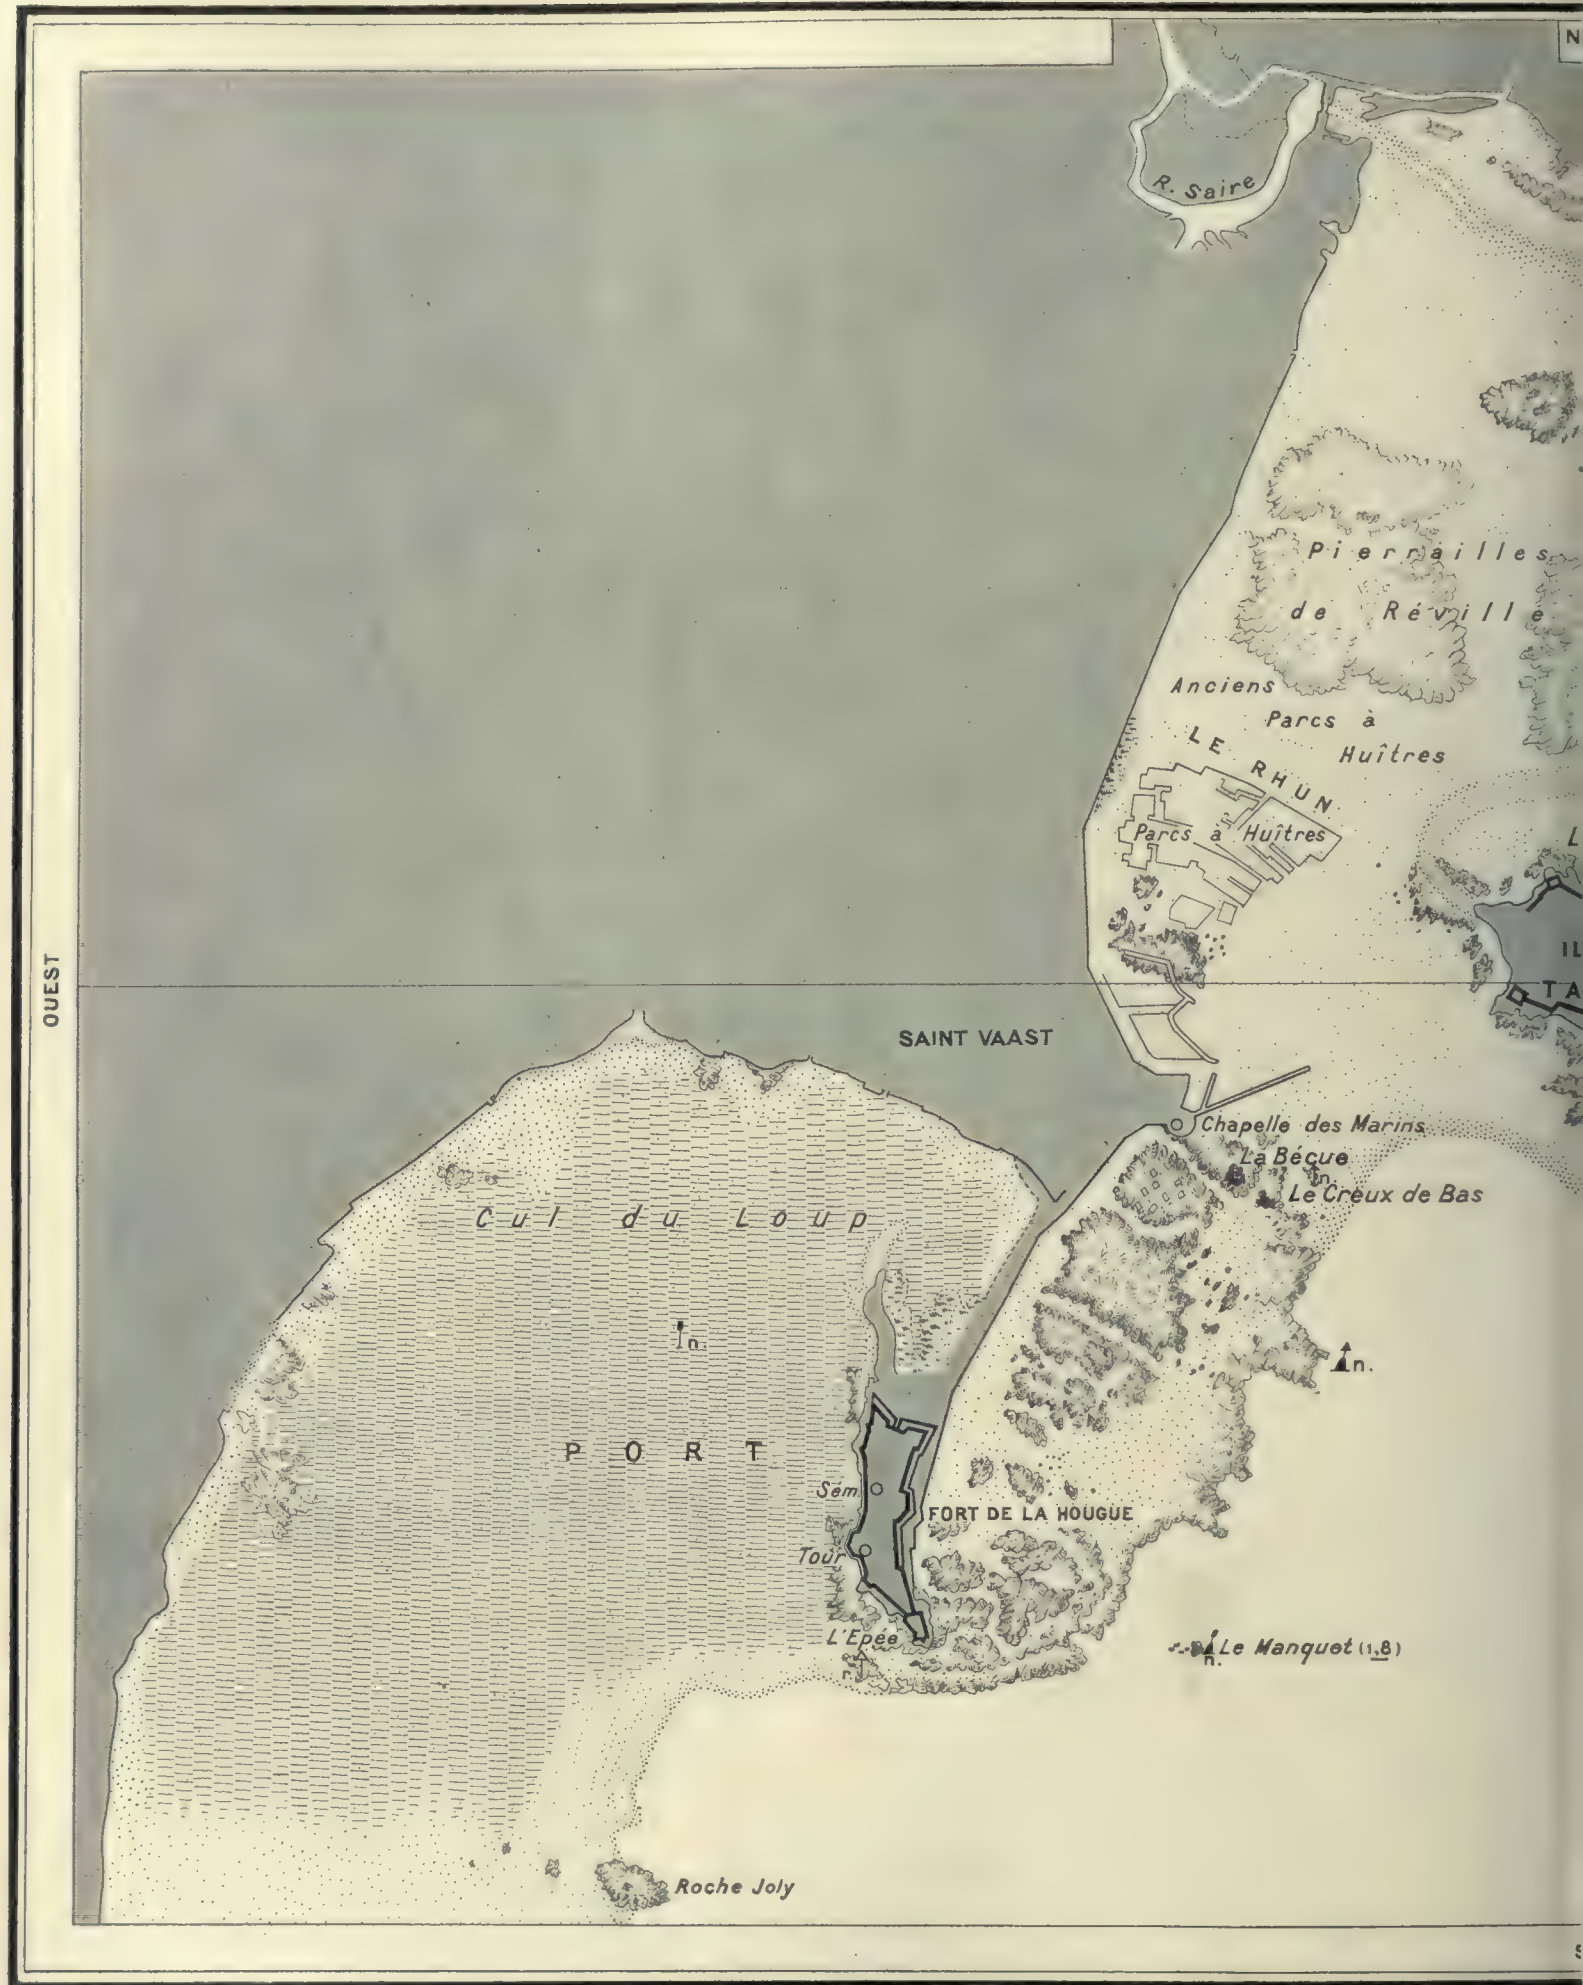 N
R. Saire
Pierrailles
de Réville
Anciens
Parcs à
Huîtres
LE RHUN
Parcs à Huîtres
L
IL
TA
OUEST
SAINT VAAST
Chapelle des Marins
La Bécue
n.
Le Creux de Bas
Cul du Loup
n.
n.
PORT
Sém.
FORT DE LA HOUGUE
Tour
L'Epée
r.
Le Manquet (1,8)
n.
Roche Joly
S